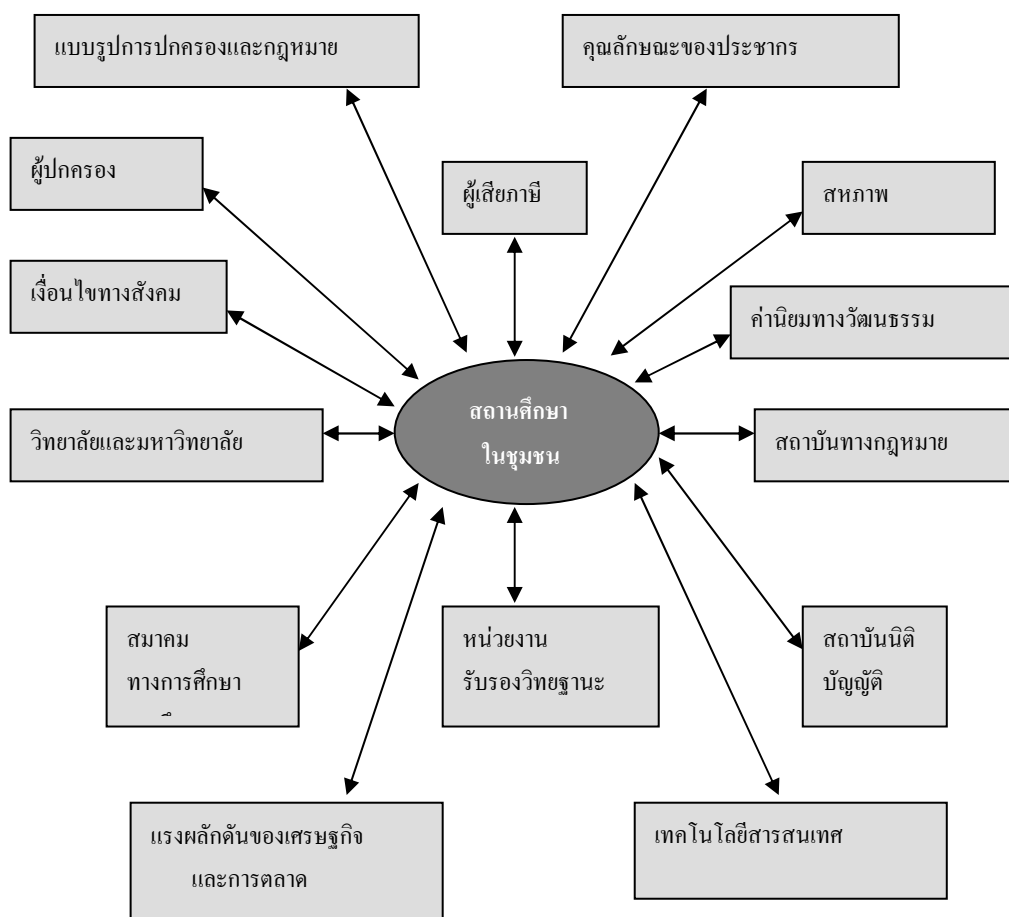 แบบรูปการปกครองและกฎหมาย
คุณลักษณะของประชากร
ผู้ปกครอง
ผู้เสียภาษี
สหภาพ
เงื่อนไขทางสังคม
ค่านิยมทางวัฒนธรรม
สถานศึกษา
ในชุมชน
วิทยาลัยและมหาวิทยาลัย
สถาบันทางกฎหมาย
สมาคม
ทางการศึกษา
หน่วยงาน
รับรองวิทยฐานะ
สถาบันนิติ
บัญญัติ
แรงผลักดันของเศรษฐกิจ
และการตลาด
เทคโนโลยีสารสนเทศ